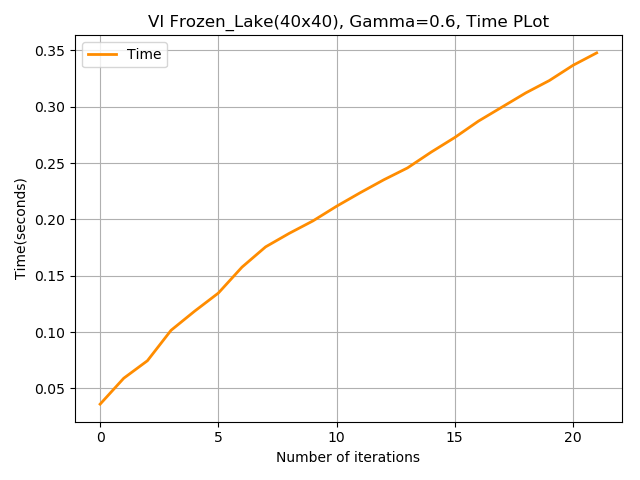 VI Frozen_Lake(40x40), Gamma=0.6, Time PLot
Time
0.35
0.30
0.25
0.20
0.15
0.10
0.05
Time(seconds)
0 5 10 15 20
Number of iterations